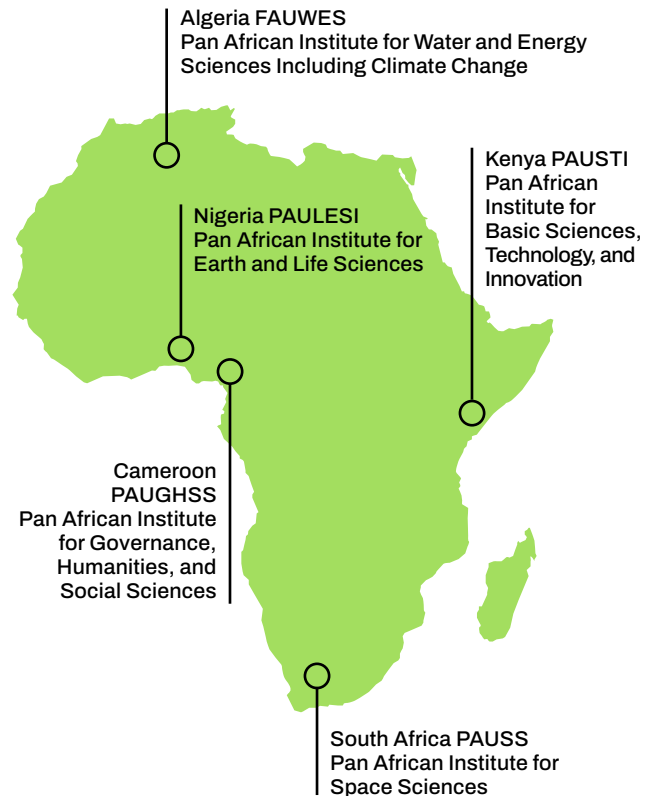 Algeria FAUWES
Pan African Institute for Water and Energy
Sciences Including Climate Change
Kenya PAUSTI
Pan African
Institute for
Basic Sciences,
Technology, and
Innovation
Nigeria PAULESI
Pan African Institute for
Earth and Life Sciences
Cameroon
PAUGHSS
Pan African Institute
for Governance,
Humanities, and
Social Sciences
South Africa PAUSS
Pan African Institute for
Space Sciences